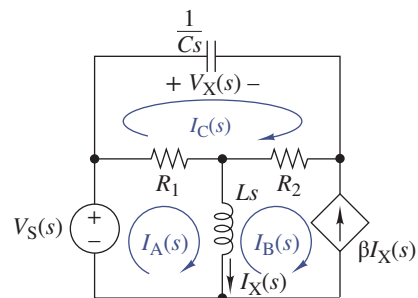 1
Cs
+ V_X(s) –
I_C(s)
R_1
R_2
Ls
V_S(s)
+
–
I_A(s)
I_B(s)
βI_X(s)
I_X(s)